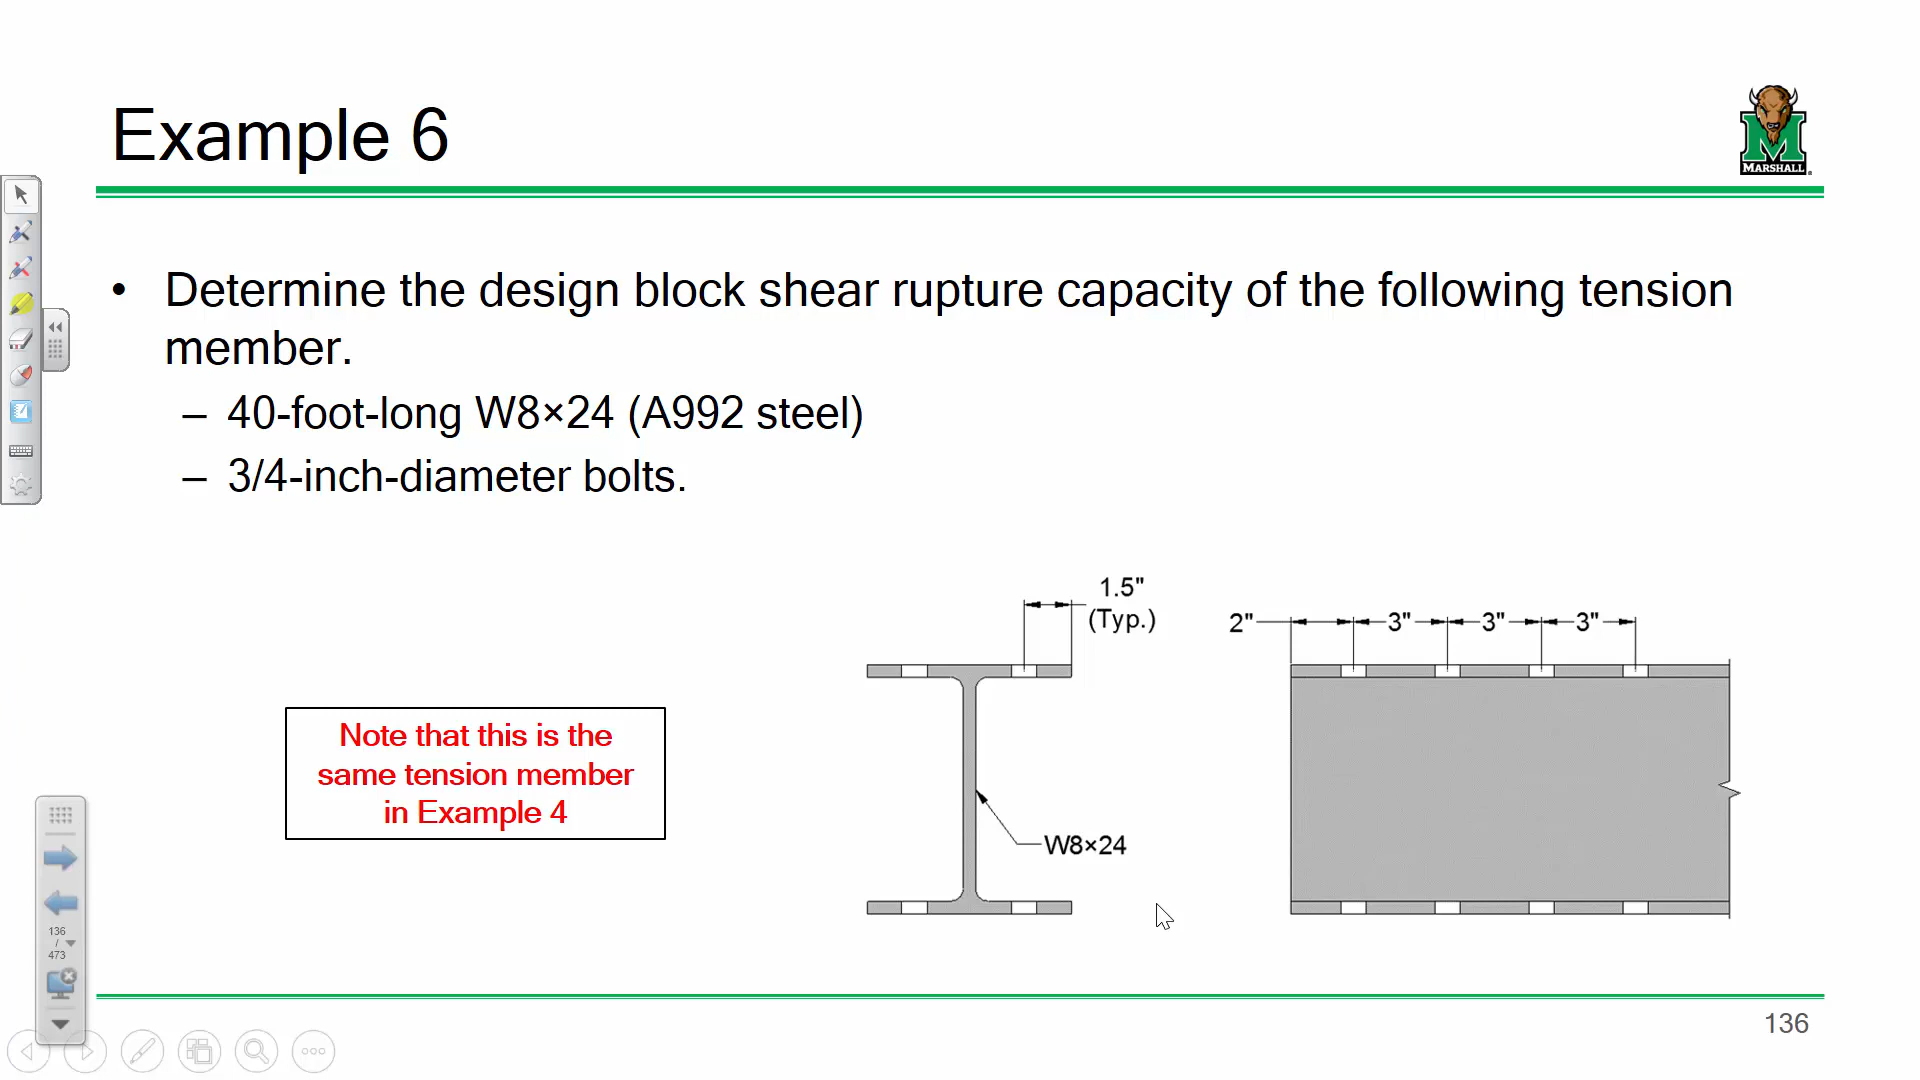 Example 6
MARSHALL
• Determine the design block shear rupture capacity of the following tension
member.
– 40-foot-long W8×24 (A992 steel)
– 3/4-inch-diameter bolts.
1.5"
(Typ.)
2" 3" 3" 3"
Note that this is the
same tension member
in Example 4
W8×24
136
/
473
136